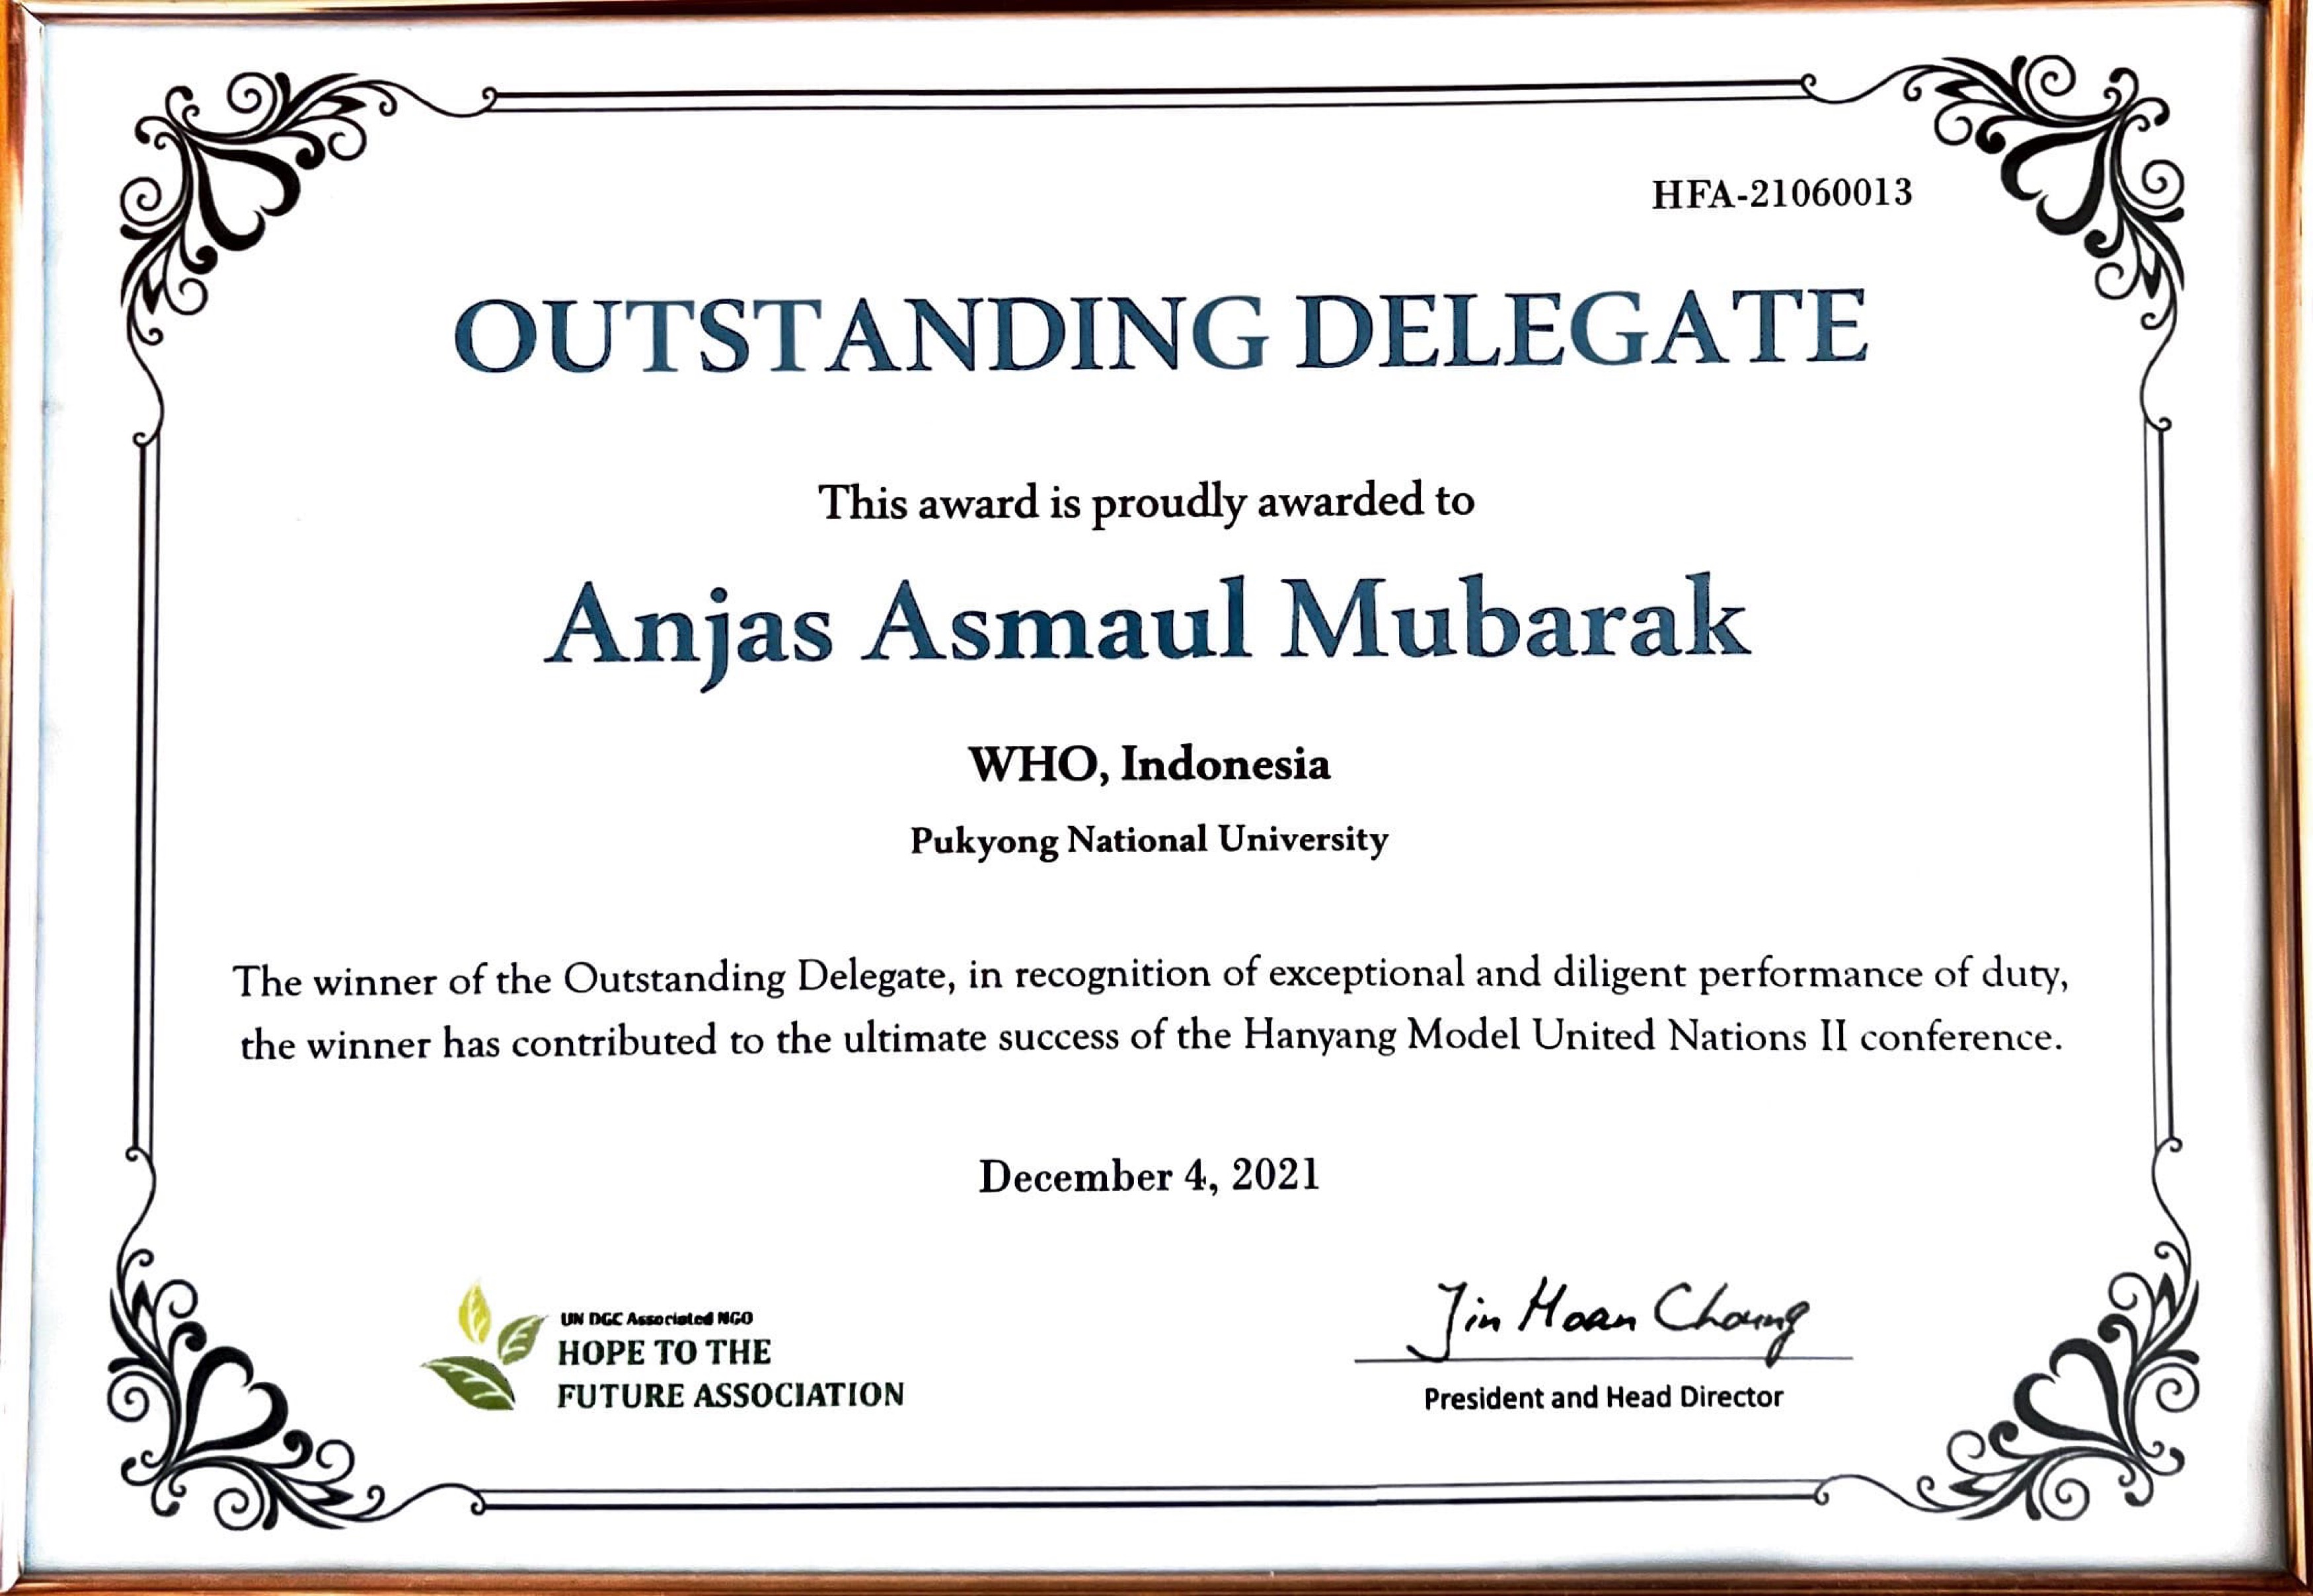 HFA-21060013
OUTSTANDING DELEGATE
This award is proudly awarded to
Anjas Asmaul Mubarak
WHO, Indonesia
Pukyong National University
The winner of the Outstanding Delegate, in recognition of exceptional and diligent performance of duty,
the winner has contributed to the ultimate success of the Hanyang Model United Nations II conference.
December 4, 2021
UN DGC Associated NGO
HOPE TO THE
FUTURE ASSOCIATION
Jin Hoan Choung
President and Head Director